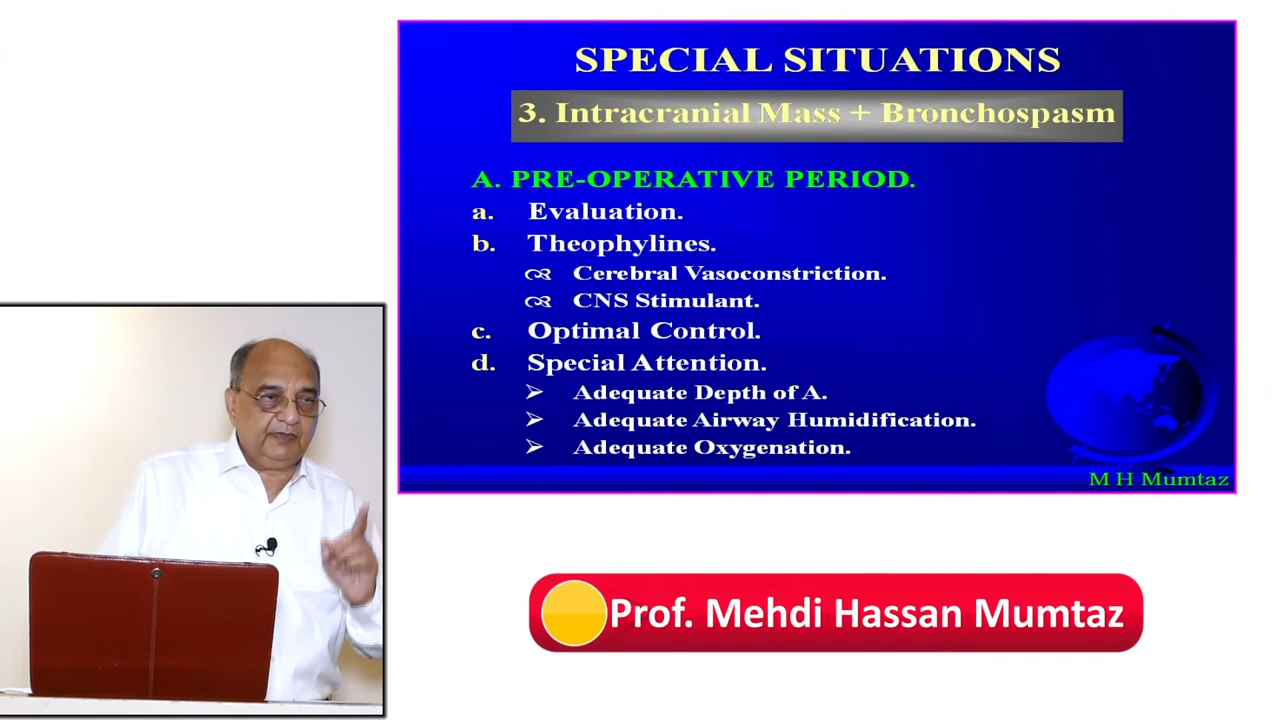 SPECIAL SITUATIONS
3. Intracranial Mass + Bronchospasm
A. PRE-OPERATIVE PERIOD.
a. Evaluation.
b. Theophylines.
Cerebral Vasoconstriction.
CNS Stimulant.
c. Optimal Control.
d. Special Attention.
➢ Adequate Depth of A.
➢ Adequate Airway Humidification.
➢ Adequate Oxygenation.
M H Mumtaz
Prof. Mehdi Hassan Mumtaz